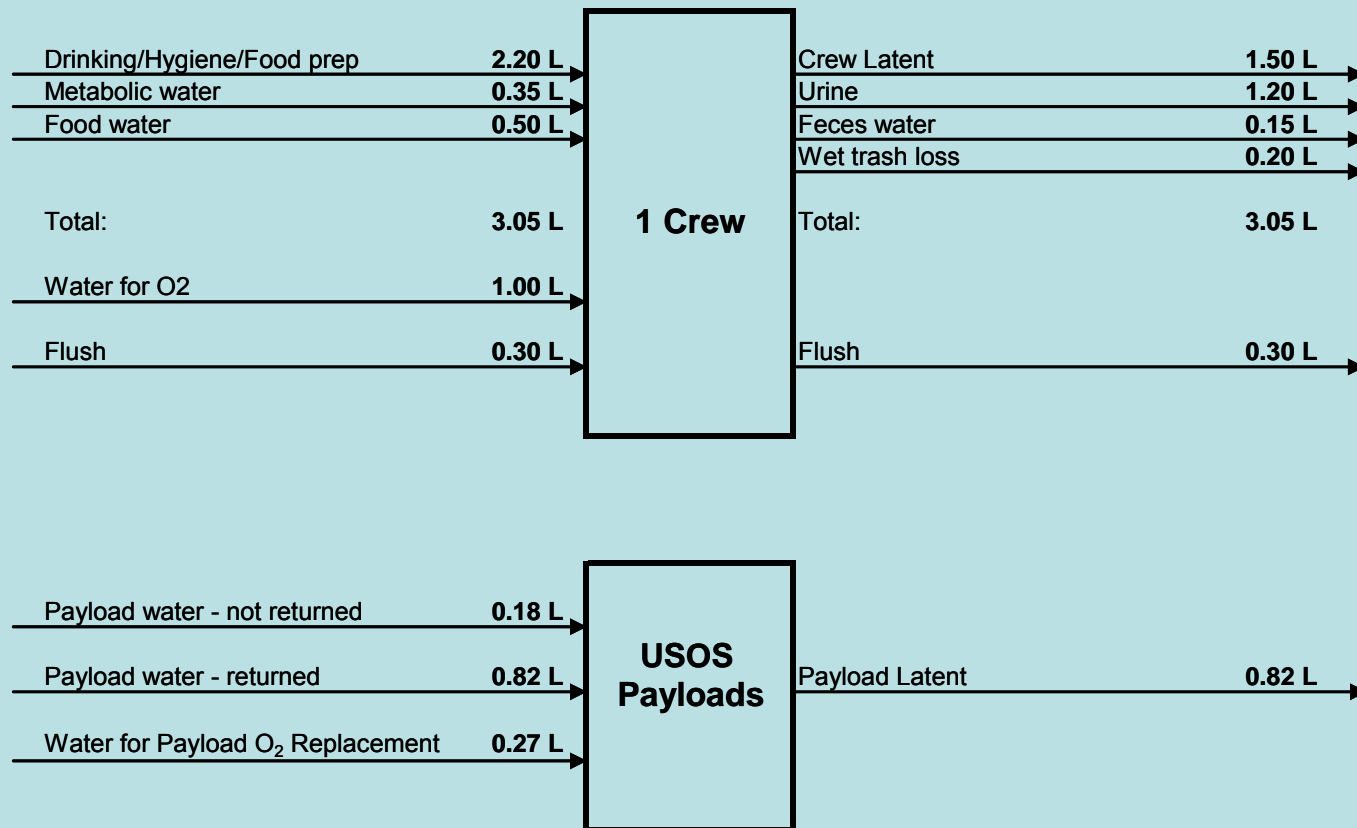 Drinking/Hygiene/Food prep 2.20 L
Metabolic water 0.35 L
Food water 0.50 L
Total: 3.05 L
Water for O2 1.00 L
Flush 0.30 L
1 Crew
Crew Latent 1.50 L
Urine 1.20 L
Feces water 0.15 L
Wet trash loss 0.20 L
Total: 3.05 L
Flush 0.30 L
Payload water - not returned 0.18 L
Payload water - returned 0.82 L
Water for Payload O₂ Replacement 0.27 L
USOS
Payloads
Payload Latent 0.82 L